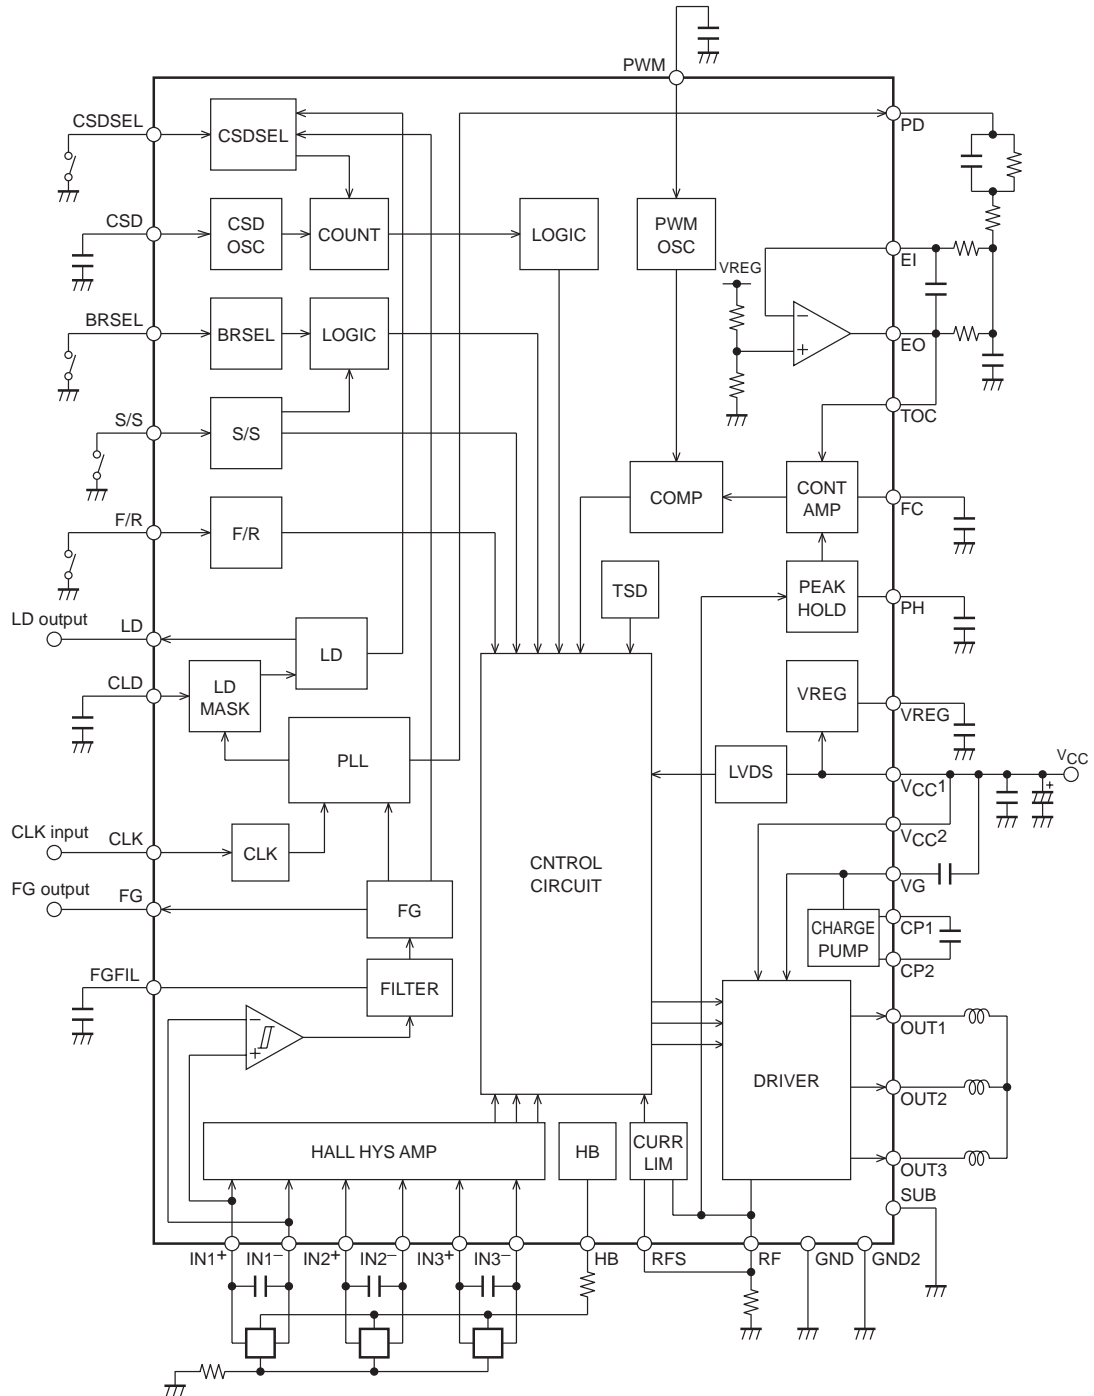 PWM
CSDSEL
CSDSEL
PD
CSD
CSD
OSC
COUNT
LOGIC
PWM
OSC
VREG
EI
BRSEL
BRSEL
LOGIC
−
+
EO
S/S
S/S
TOC
COMP
CONT
AMP
FC
F/R
F/R
TSD
PEAK
HOLD
PH
LD output
LD
LD
CLD
LD
MASK
VREG
VREG
PLL
LVDS
VCC1
VCC
+
VCC2
CLK input
CLK
CLK
CNTROL
CIRCUIT
VG
FG output
FG
FG
CHARGE
PUMP
CP1
CP2
FGFIL
FILTER
−
+
OUT1
DRIVER
OUT2
HALL HYS AMP
HB
CURR
LIM
OUT3
SUB
IN1+
IN1−
IN2+
IN2−
IN3+
IN3−
HB
RFS
RF
GND
GND2